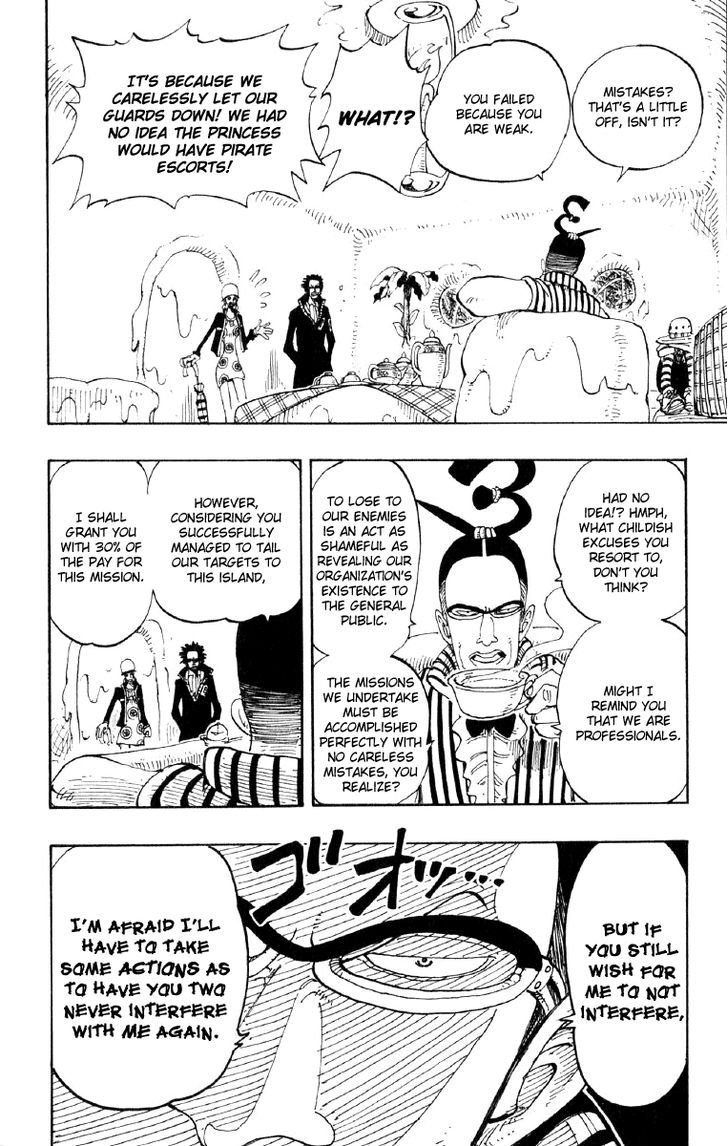 MISTAKES?
THAT'S A LITTLE
OFF, ISN'T IT?
YOU FAILED
BECAUSE YOU
ARE WEAK.
WHAT!?
IT'S BECAUSE WE
CARELESSLY LET OUR
GUARDS DOWN! WE HAD
NO IDEA THE PRINCESS
WOULD HAVE PIRATE
ESCORTS!
HAD NO
IDEA!? HMPH,
WHAT CHILDISH
EXCUSES YOU
RESORT TO,
DON'T YOU
THINK?
MIGHT I
REMIND YOU
THAT WE ARE
PROFESSIONALS.
TO LOSE TO
OUR ENEMIES
IS AN ACT AS
SHAMEFUL AS
REVEALING OUR
ORGANIZATION'S
EXISTENCE TO
THE GENERAL
PUBLIC.
THE MISSIONS
WE UNDERTAKE
MUST BE
ACCOMPLISHED
PERFECTLY WITH
NO CARELESS
MISTAKES, YOU
REALIZE?
HOWEVER,
CONSIDERING YOU
SUCCESSFULLY
MANAGED TO TAIL
OUR TARGETS TO
THIS ISLAND,
I SHALL
GRANT YOU
WITH 30% OF
THE PAY FOR
THIS MISSION.
BUT IF
YOU STILL
WISH FOR
ME TO NOT
INTERFERE,
ゴオッ…
I'M AFRAID I'LL
HAVE TO TAKE
SOME ACTIONS AS
TO HAVE YOU TWO
NEVER INTERFERE
WITH ME AGAIN.